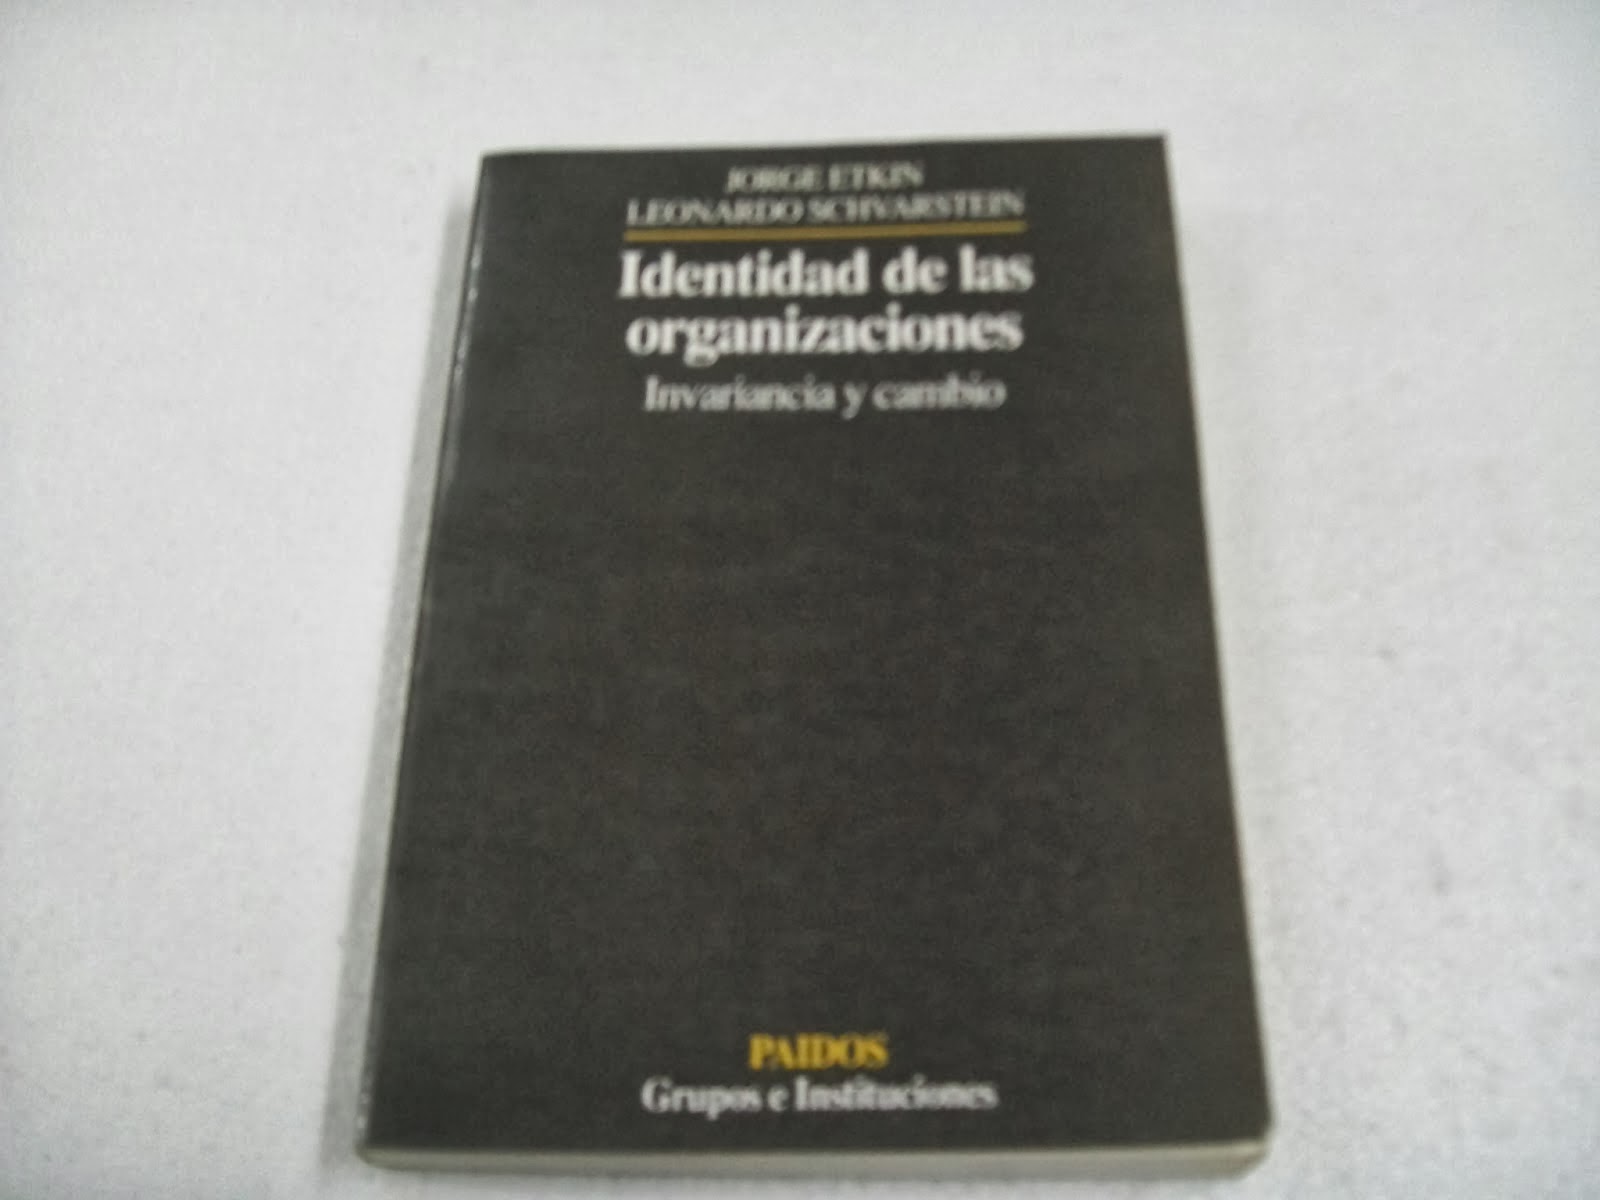 JORGE ETKIN
LEONARDO SCHVARSTEIN
Identidad de las
organizaciones
Invariancia y cambio
PAIDOS
Grupos e Instituciones